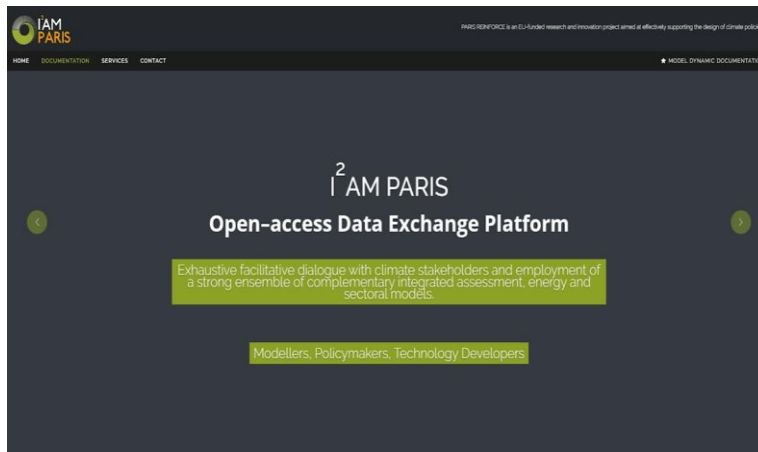 I²AM
PARIS
PARIS REINFORCE is an EU-funded research and innovation project aimed at effectively supporting the design of climate policie
HOME DOCUMENTATION SERVICES CONTACT
★ MODEL DYNAMIC DOCUMENTATIO
I²AM PARIS
Open-access Data Exchange Platform
Exhaustive facilitative dialogue with climate stakeholders and employment of
a strong ensemble of complementary integrated assessment, energy and
sectoral models.
Modellers, Policymakers, Technology Developers